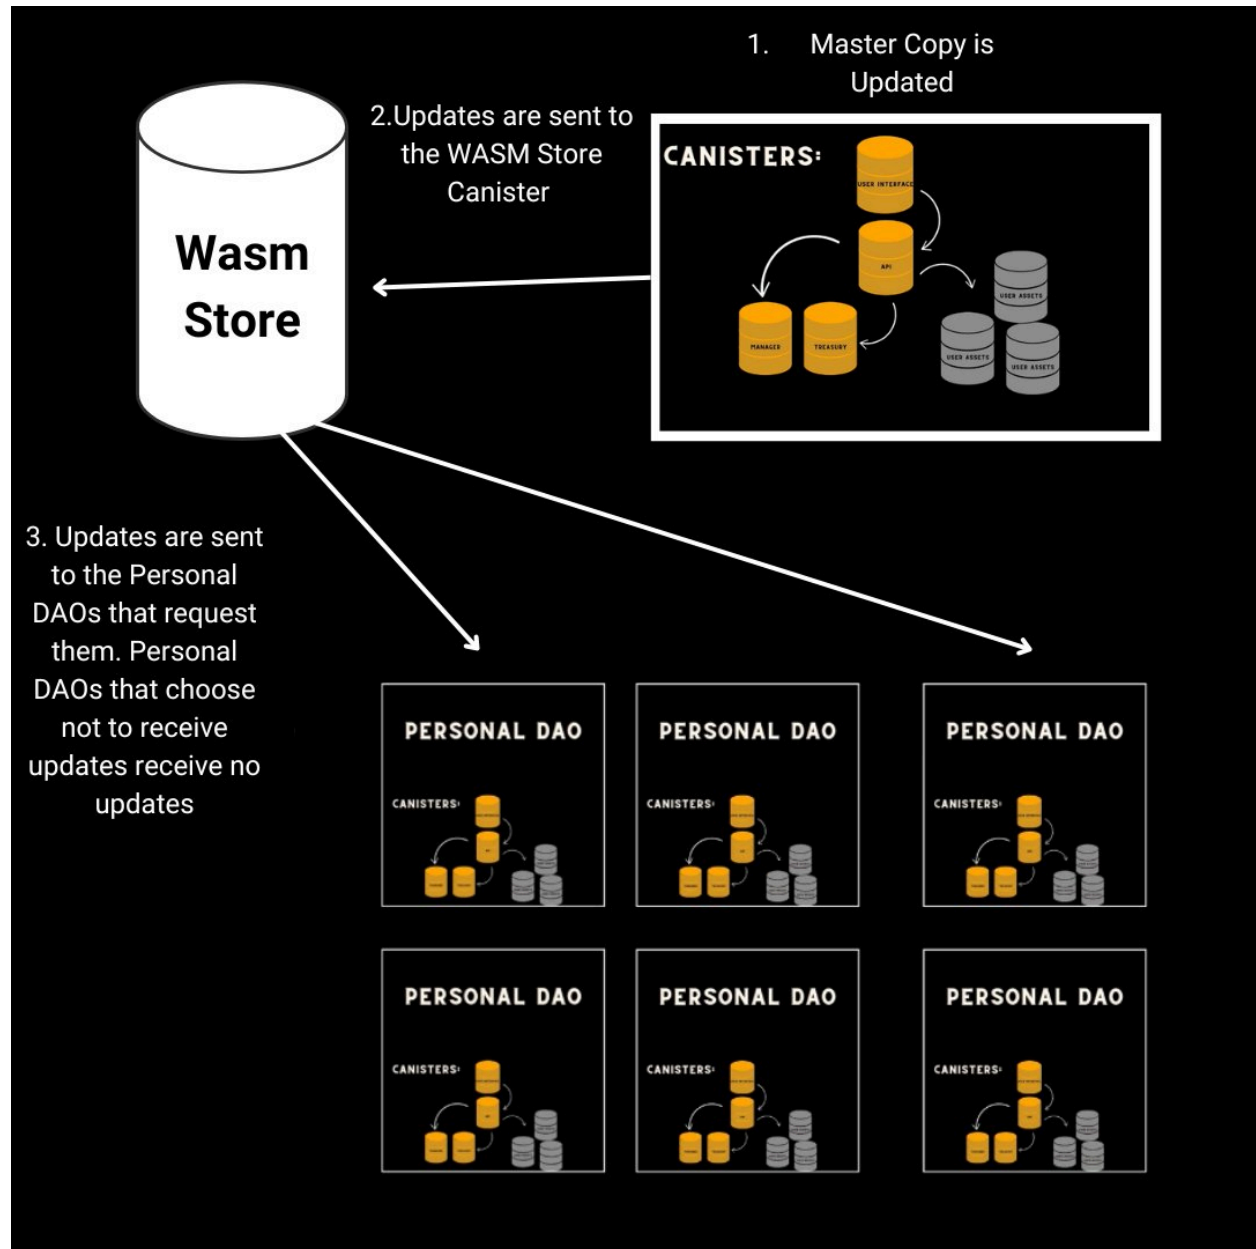 1. Master Copy is
Updated
2.Updates are sent to
the WASM Store
Canister
CANISTERS:
USER INTERFACE
API
MANAGER
TREASURY
USER ASSETS
USER ASSETS
USER ASSETS
Wasm
Store
3. Updates are sent
to the Personal
DAOs that request
them. Personal
DAOs that choose
not to receive
updates receive no
updates
PERSONAL DAO
CANISTERS:
PERSONAL DAO
CANISTERS:
PERSONAL DAO
CANISTERS:
PERSONAL DAO
CANISTERS:
PERSONAL DAO
CANISTERS:
PERSONAL DAO
CANISTERS: